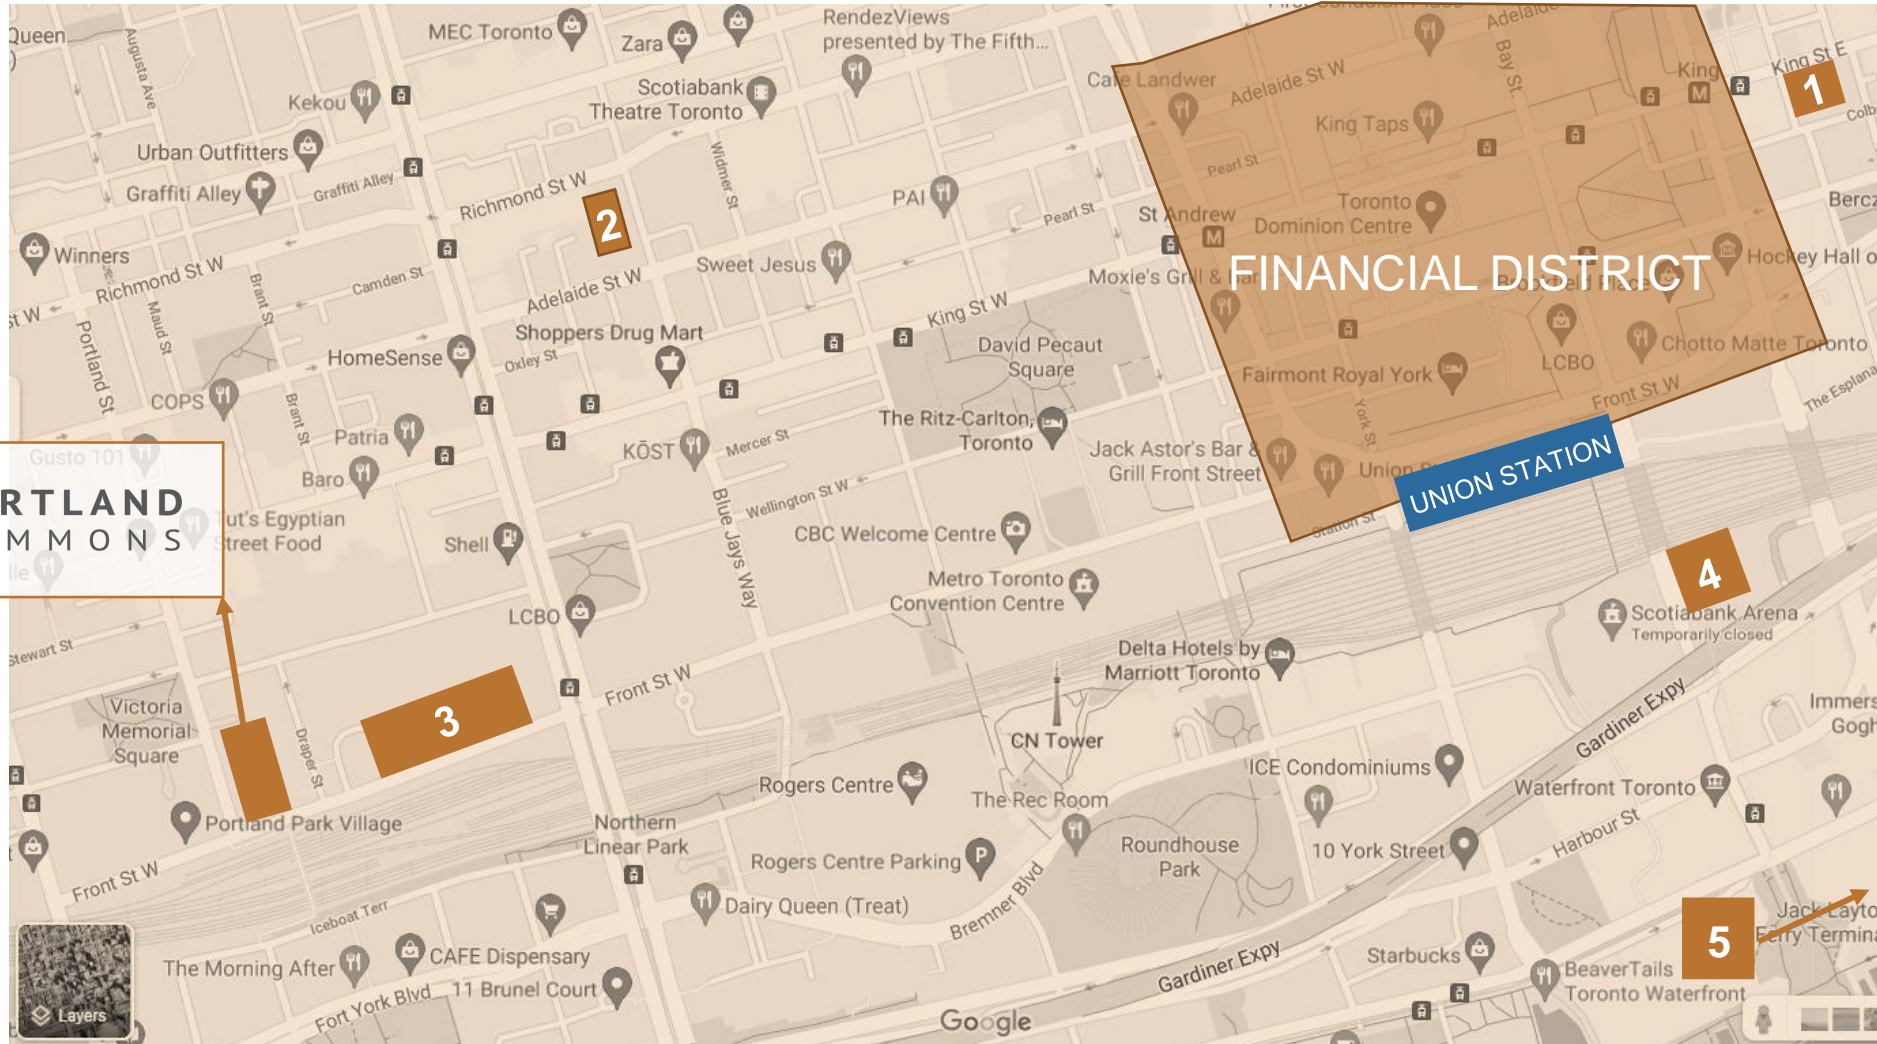 Queen
)
Augusta Ave
MEC Toronto
Zara
RendezViews
presented by The Fifth...
Adelaide
Bay St.
King St E
Cafe Landwer
Adelaide St W
King
M
1
Colb
Kekou
Scotiabank
Theatre Toronto
King Taps
Urban Outfitters
Graffiti Alley
Graffiti Alley
Richmond St W
Widmer St
2
PAI
Pearl St
Pearl St
St Andrew
M
Toronto
Dominion Centre
Bercz
Winners
Richmond St W
Brant St
Camden St
Adelaide St W
Sweet Jesus
Moxie's Grill & Bar
FINANCIAL DISTRICT
Brookfield Place
Hockey Hall o
St W
Portland St
Maud St
HomeSense
Oxley St
Shoppers Drug Mart
King St W
David Pecaut
Square
LCBO
Chotto Matte Toronto
Fairmont Royal York
Front St W
The Esplana
COPS
Brant St
Patria
Baro
KŌST
Mercer St
The Ritz-Carlton,
Toronto
Jack Astor's Bar &
Grill Front Street
York St
Union S
UNION STATION
Station St
Gusto 101
RTLAND
MMONS
lle
Tut's Egyptian
Street Food
Shell
Blue Jays Way
Wellington St W
CBC Welcome Centre
Metro Toronto
Convention Centre
LCBO
4
Scotiabank Arena
Temporarily closed
Stewart St
Victoria
Memorial
Square
Draper St
3
Front St W
Delta Hotels by
Marriott Toronto
CN Tower
Gardiner Expy
Immers
Gogh
Portland Park Village
Front St W
Northern
Linear Park
Rogers Centre
The Rec Room
Rogers Centre Parking
P
Roundhouse
Park
ICE Condominiums
10 York Street
Waterfront Toronto
Harbour St
Iceboat Terr
Dairy Queen (Treat)
Bremner Blvd
Gardiner Expy
5
Jack Layto
Ferry Termina
The Morning After
CAFE Dispensary
11 Brunel Court
Fort York Blvd
Starbucks
BeaverTails
Toronto Waterfront
Layers
Google